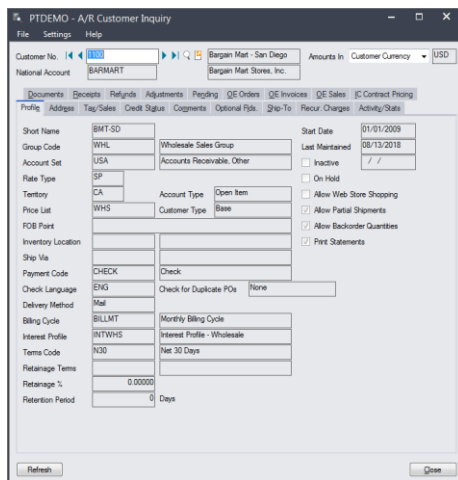 PTDEMO - A/R Customer Inquiry
File Settings Help
Customer No. 1100 Bargain Mart - San Diego Amounts In Customer Currency USD
National Account BARMART Bargain Mart Stores, Inc.
Documents Receipts Refunds Adjustments Pending OE Orders OE Invoices OE Sales IC Contract Pricing
Profile Address Tax/Sales Credit Status Comments Optional Flds. Ship-To Recur. Charges Activity/Stats
Short Name BMT-SD Start Date 01/01/2009
Group Code WHL Wholesale Sales Group Last Maintained 08/13/2018
Account Set USA Accounts Receivable, Other Inactive / /
Rate Type SP On Hold
Territory CA Account Type Open Item Allow Web Store Shopping
Price List WHS Customer Type Base Allow Partial Shipments
FOB Point Allow Backorder Quantities
Inventory Location Print Statements
Ship Via
Payment Code CHECK Check
Check Language ENG Check for Duplicate POs None
Delivery Method Mail
Billing Cycle BILLMT Monthly Billing Cycle
Interest Profile INTWHS Interest Profile - Wholesale
Terms Code N30 Net 30 Days
Retainage Terms
Retainage % 0.00000
Retention Period 0 Days
Refresh Close